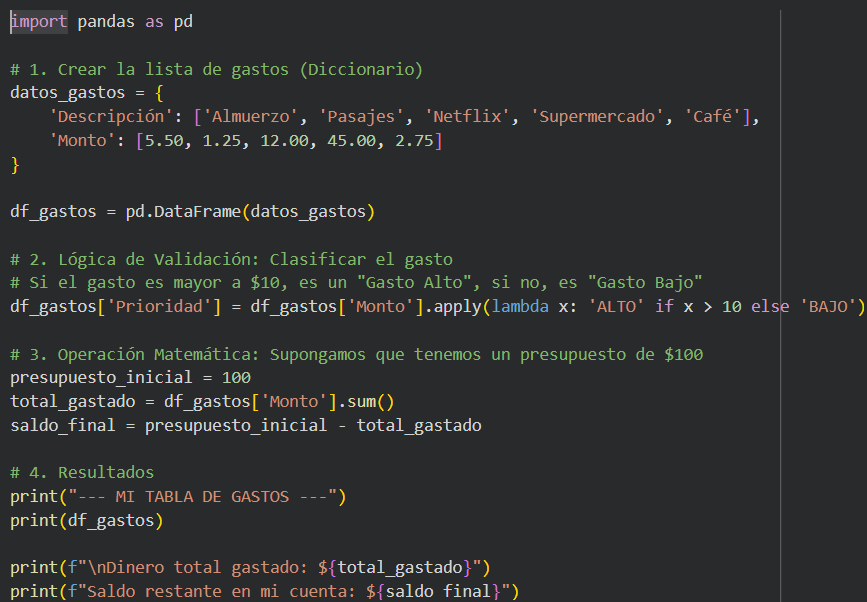 import pandas as pd
# 1. Crear la lista de gastos (Diccionario)
datos_gastos = {
    'Descripción': ['Almuerzo', 'Pasajes', 'Netflix', 'Supermercado', 'Café'],
    'Monto': [5.50, 1.25, 12.00, 45.00, 2.75]
}
df_gastos = pd.DataFrame(datos_gastos)
# 2. Lógica de Validación: Clasificar el gasto
# Si el gasto es mayor a $10, es un "Gasto Alto", si no, es "Gasto Bajo"
df_gastos['Prioridad'] = df_gastos['Monto'].apply(lambda x: 'ALTO' if x > 10 else 'BAJO')
# 3. Operación Matemática: Supongamos que tenemos un presupuesto de $100
presupuesto_inicial = 100
total_gastado = df_gastos['Monto'].sum()
saldo_final = presupuesto_inicial - total_gastado
# 4. Resultados
print("--- MI TABLA DE GASTOS ---")
print(df_gastos)
print(f"\nDinero total gastado: ${total_gastado}")
print(f"Saldo restante en mi cuenta: ${saldo_final}")